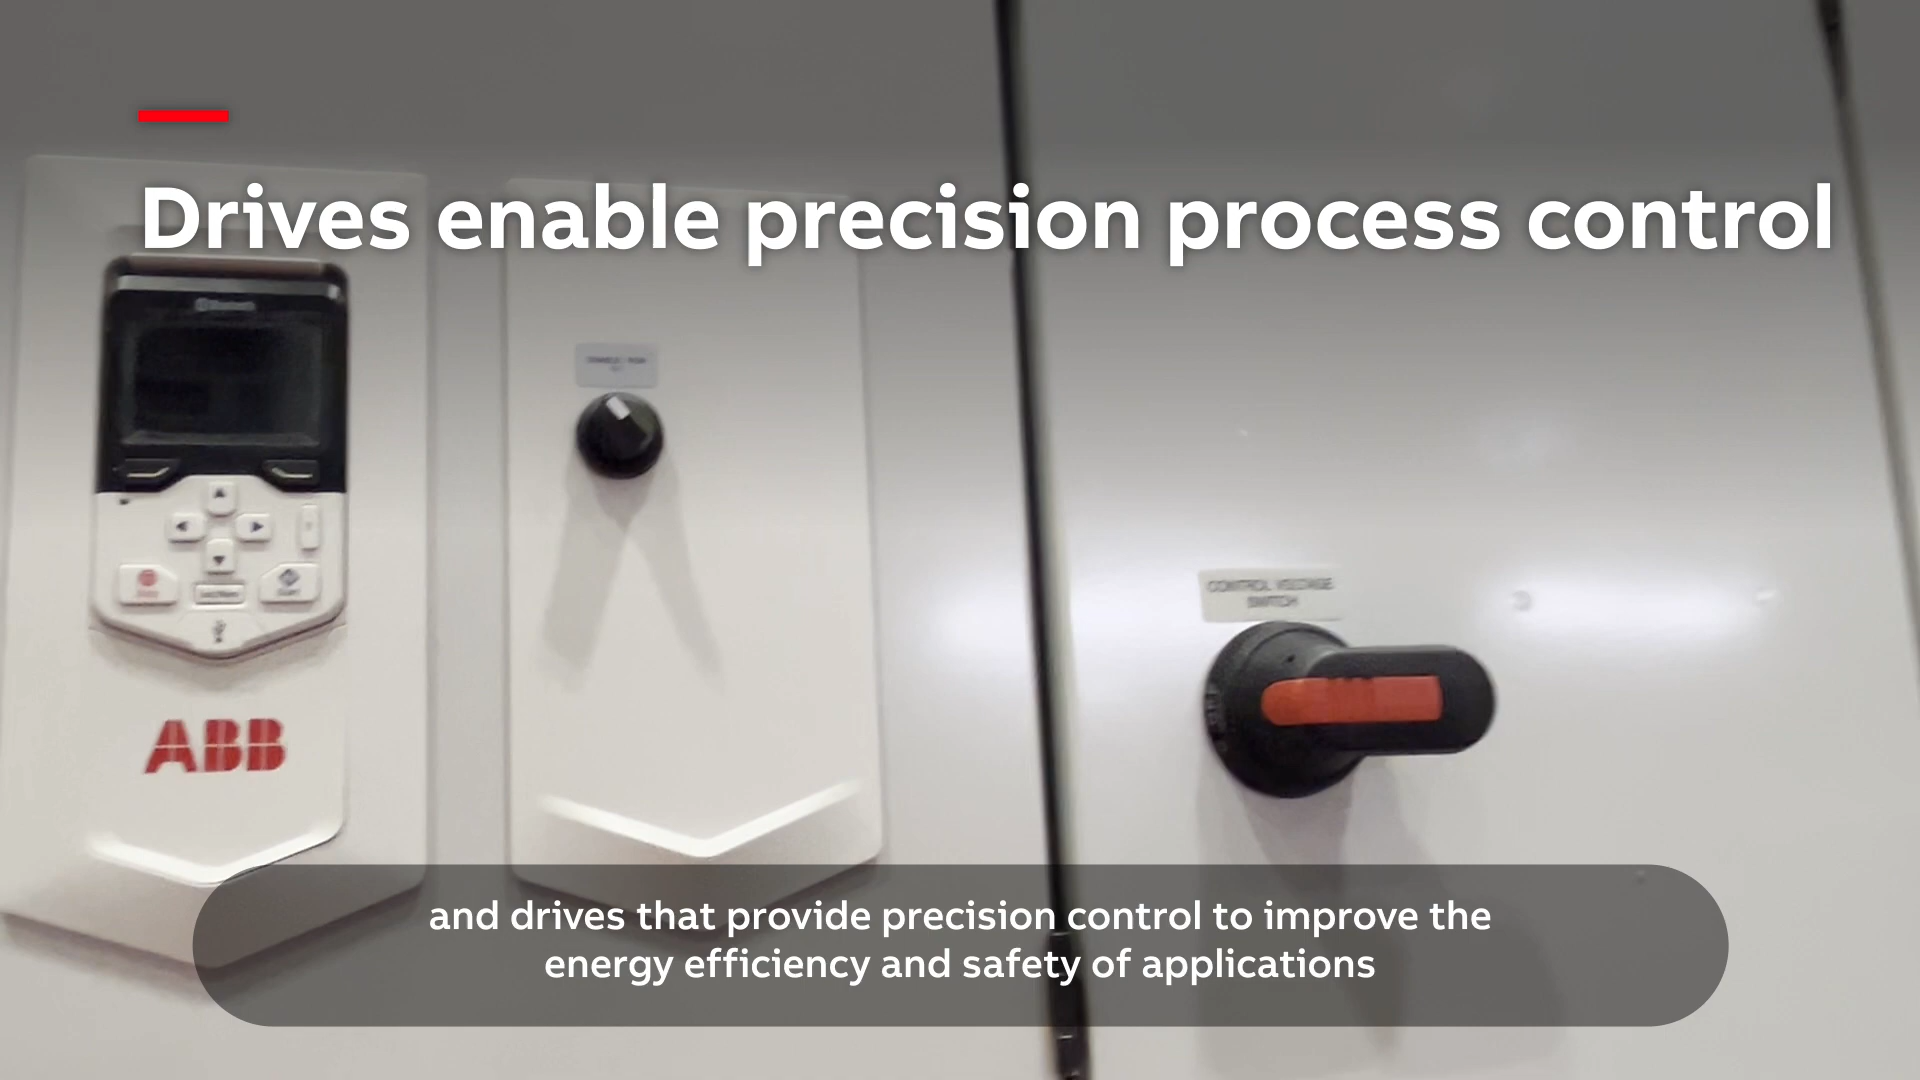 Drives enable precision process control
CONTROL VOLTAGE
SWITCH
ABB
and drives that provide precision control to improve the
energy efficiency and safety of applications